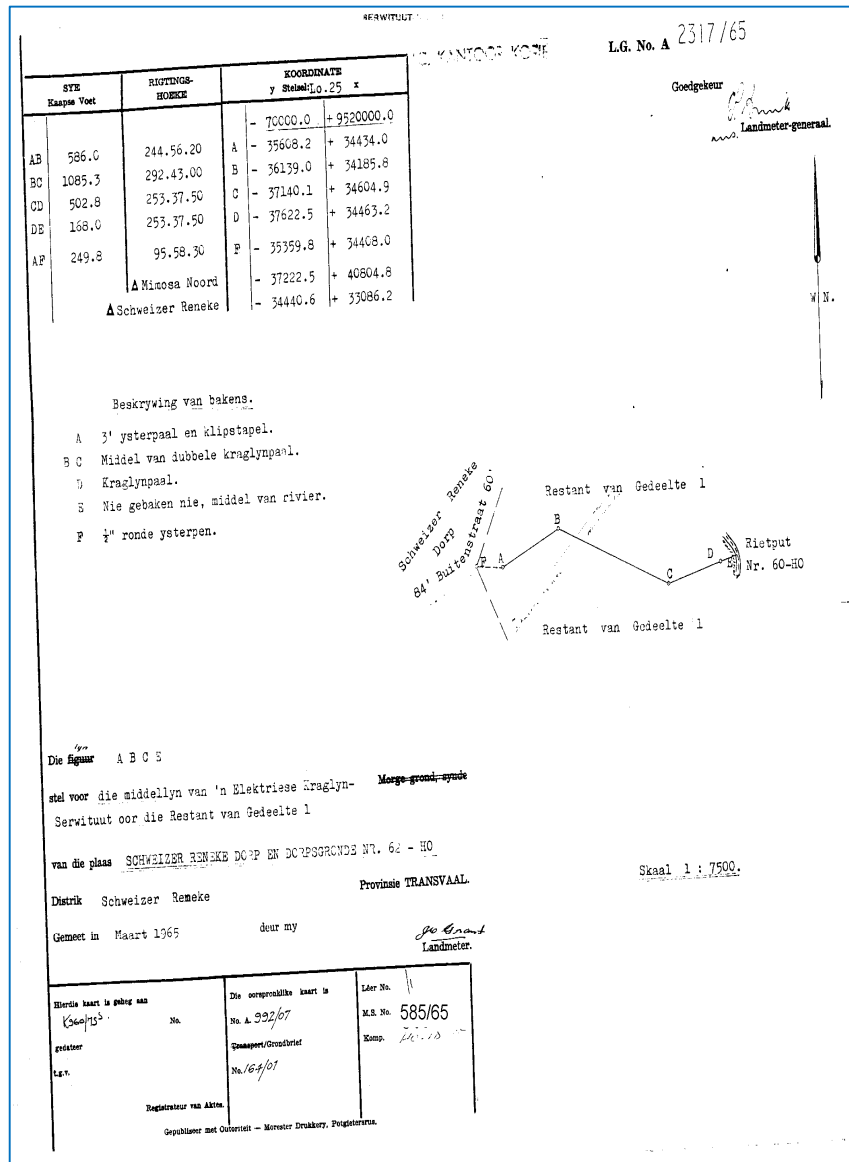 SERWITUUT
KANTOOR KOPIE
L.G. No. A 2317/65
Goedgekeur
Landmeter-generaal.
SYE Kaapse Voet | RIGTINGS-HOEKE | KOORDINATE y Stelsel: Lo.25 x
- 70000.0 + 9520000.0
AB 586.0 244.56.20 A - 35608.2 + 34434.0
BC 1085.3 292.43.00 B - 36139.0 + 34185.8
CD 502.8 253.37.50 C - 37140.1 + 34604.9
DE 168.0 253.37.50 D - 37622.5 + 34463.2
AF 249.8 95.58.30 F - 35359.8 + 34408.0
Δ Mimosa Noord - 37222.5 + 40804.8
Δ Schweizer Reneke - 34440.6 + 33086.2
W N.
Beskrywing van bakens.
A 3' ysterpaal en klipstapel.
B C Middel van dubbele kraglynpaal.
D Kraglynpaal.
E Nie gebaken nie, middel van rivier.
F ½" ronde ysterpen.
Schweizer Reneke
Dorp
84' Buitenstraat 60'
Restant van Gedeelte 1
F A B C D E
Rietput
Nr. 60-HO
Restant van Gedeelte 1
lyn
Die figuur A B C E
stel voor die middellyn van 'n Elektriese Kraglyn- Morge grond, synde
Serwituut oor die Restant van Gedeelte 1
van die plaas SCHWEIZER RENEKE DORP EN DORPSGRONDE NR. 62 - HO
Skaal 1 : 7500.
Distrik Schweizer Reneke Provinsie TRANSVAAL.
Gemeet in Maart 1965 deur my
Landmeter.
Hierdie kaart is geheg aan
No.
gedateer
t.g.v.
Registrateur van Aktes.
Die oorspronklike kaart is
No. A. 992/07
Transport/Grondbrief
No. 164/01
Lêer No.
M.S. No. 585/65
Komp.
Gepubliseer met Outoriteit — Morester Drukkery, Potgietersrus.